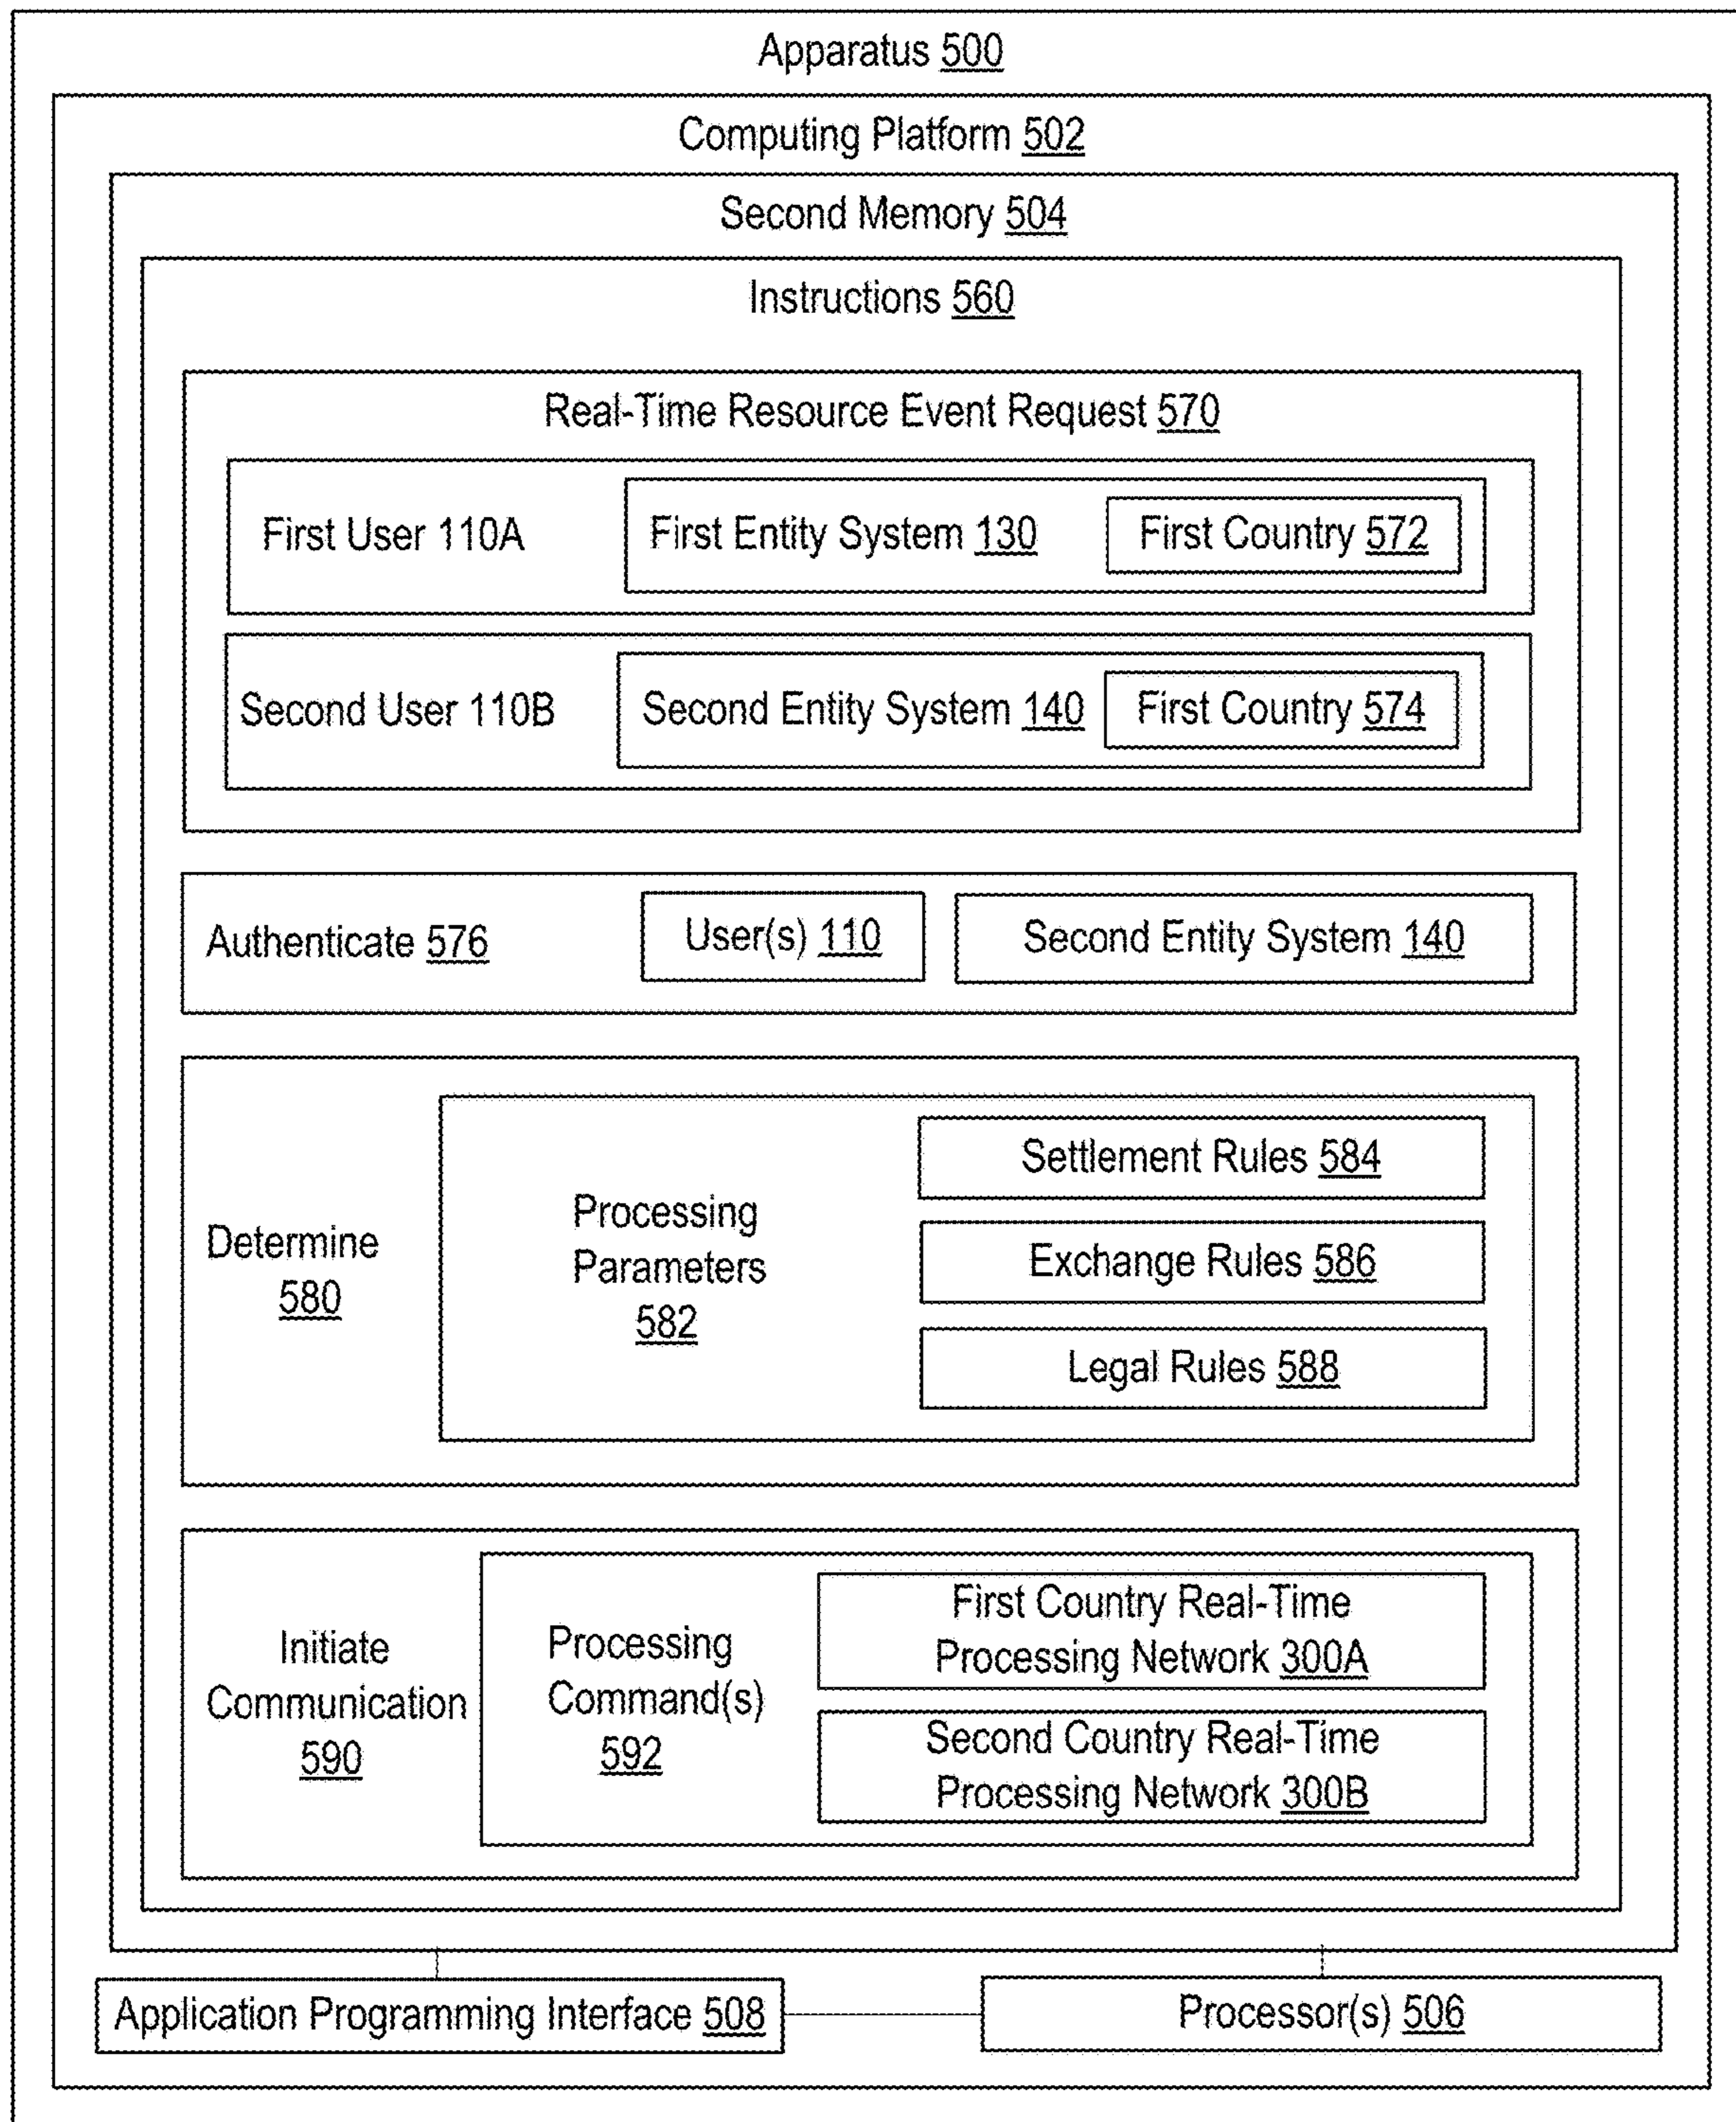 Apparatus 500
Computing Platform 502
Second Memory 504
Instructions 560
Real-Time Resource Event Request 570
First User 110A
First Entity System 130
First Country 572
Second User 110B
Second Entity System 140
First Country 574
Authenticate 576
User(s) 110
Second Entity System 140
Determine
580
Processing
Parameters
582
Settlement Rules 584
Exchange Rules 586
Legal Rules 588
Initiate
Communication
590
Processing
Command(s)
592
First Country Real-Time
Processing Network 300A
Second Country Real-Time
Processing Network 300B
Application Programming Interface 508
Processor(s) 506